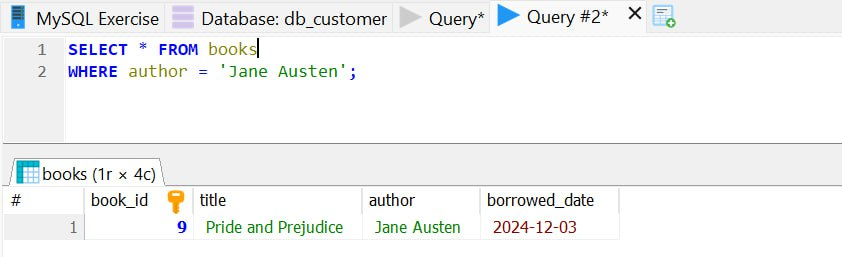 MySQL Exercise Database: db_customer Query* Query #2*
1 SELECT * FROM books
2 WHERE author = 'Jane Austen';
books (1r × 4c)
# book_id title author borrowed_date
1 9 Pride and Prejudice Jane Austen 2024-12-03